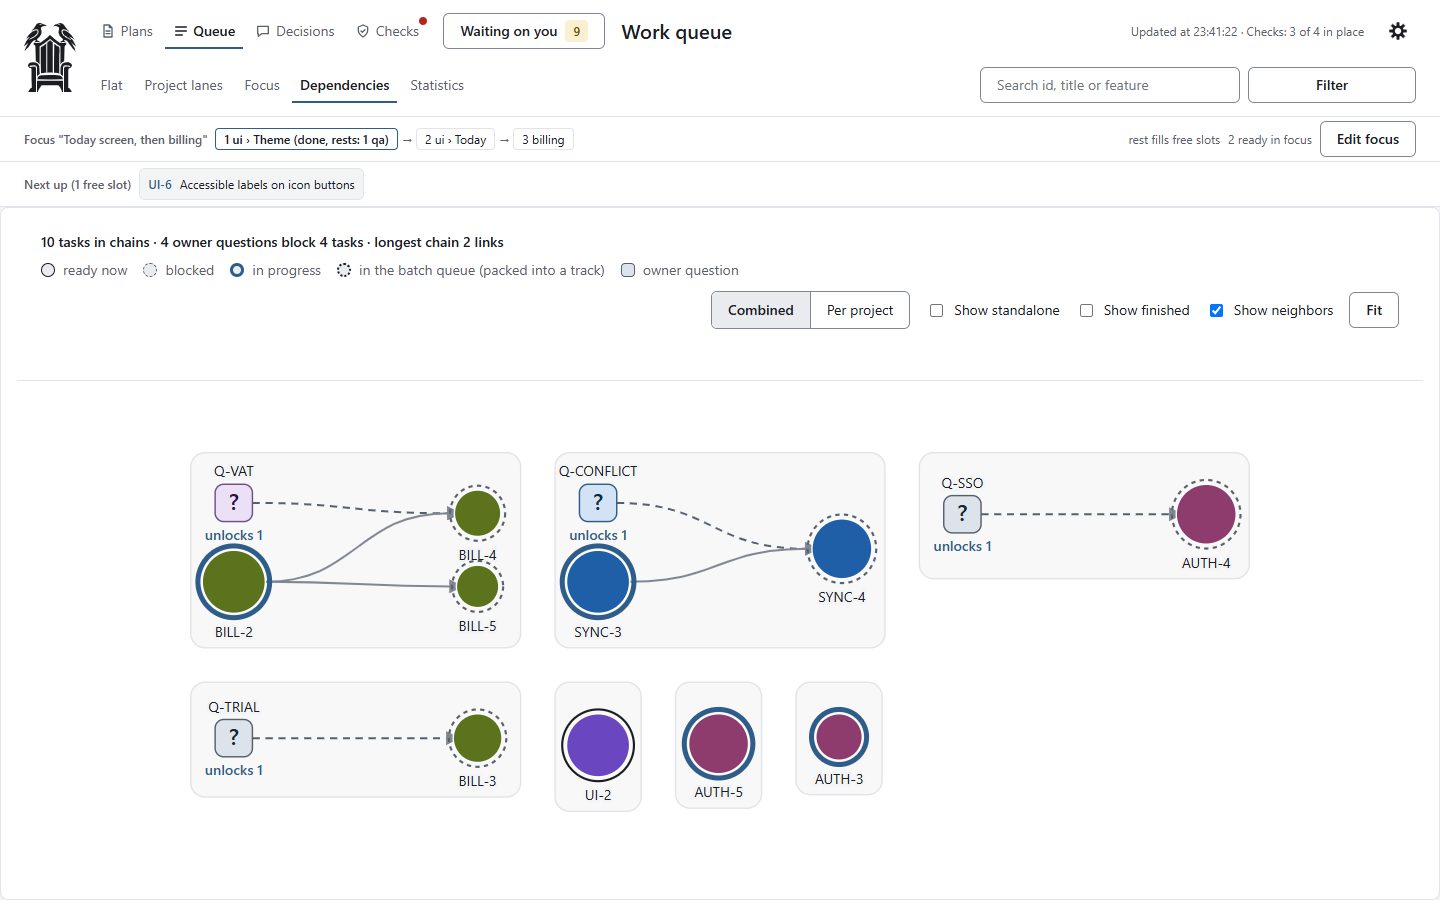 Plans
Queue
Decisions
Checks
Waiting on you 9
Work queue
Updated at 23:41:22 · Checks: 3 of 4 in place
Flat
Project lanes
Focus
Dependencies
Statistics
Search id, title or feature
Filter
Focus "Today screen, then billing" 1 ui › Theme (done, rests: 1 qa) → 2 ui › Today → 3 billing
rest fills free slots 2 ready in focus
Edit focus
Next up (1 free slot) UI-6 Accessible labels on icon buttons
10 tasks in chains · 4 owner questions block 4 tasks · longest chain 2 links
ready now
blocked
in progress
in the batch queue (packed into a track)
owner question
Combined
Per project
Show standalone
Show finished
Show neighbors
Fit
Q-VAT
?
unlocks 1
BILL-4
BILL-2
BILL-5
Q-CONFLICT
?
unlocks 1
SYNC-4
SYNC-3
Q-SSO
?
unlocks 1
AUTH-4
Q-TRIAL
?
unlocks 1
BILL-3
UI-2
AUTH-5
AUTH-3